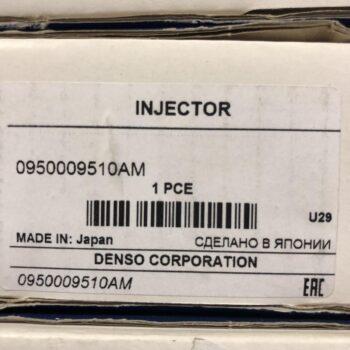 INJECTOR
0950009510AM
1 PCE
U29
MADE IN: Japan СДЕЛАНО В ЯПОНИИ
DENSO CORPORATION
0950009510AM EAC